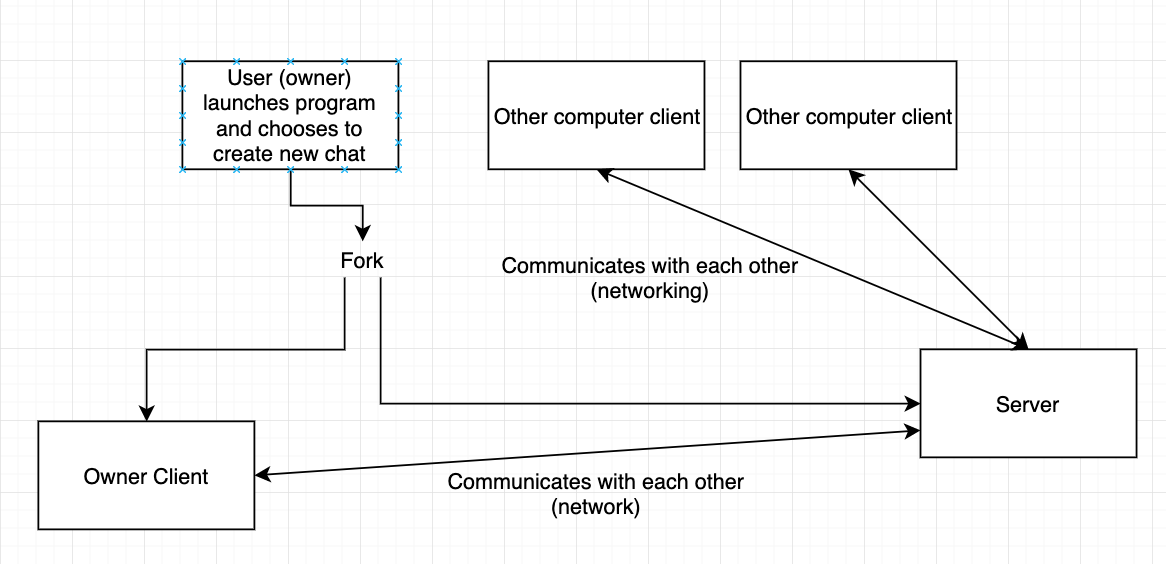 User (owner)
launches program
and chooses to
create new chat
Other computer client
Other computer client
Fork
Communicates with each other
(networking)
Server
Owner Client
Communicates with each other
(network)